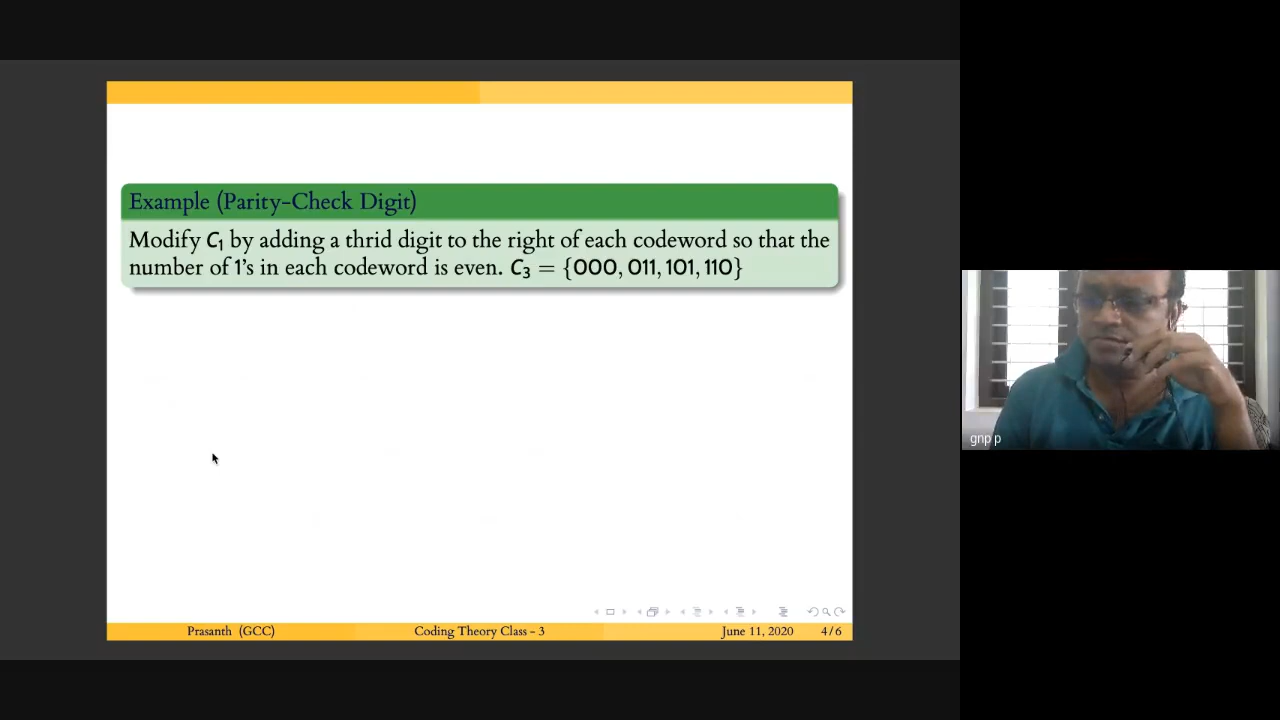 Example (Parity-Check Digit)
Modify C₁ by adding a thrid digit to the right of each codeword so that the
number of 1's in each codeword is even. C₃ = {000, 011, 101, 110}
Prasanth (GCC) Coding Theory Class - 3 June 11, 2020 4/6
gnp p